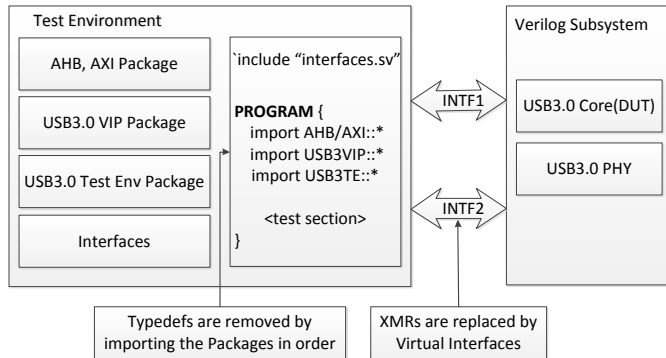 Test Environment
AHB, AXI Package
USB3.0 VIP Package
USB3.0 Test Env Package
Interfaces
`include “interfaces.sv”
PROGRAM {
import AHB/AXI::*
import USB3VIP::*
import USB3TE::*
<test section>
}
INTF1
INTF2
Verilog Subsystem
USB3.0 Core(DUT)
USB3.0 PHY
Typedefs are removed by
importing the Packages in order
XMRs are replaced by
Virtual Interfaces